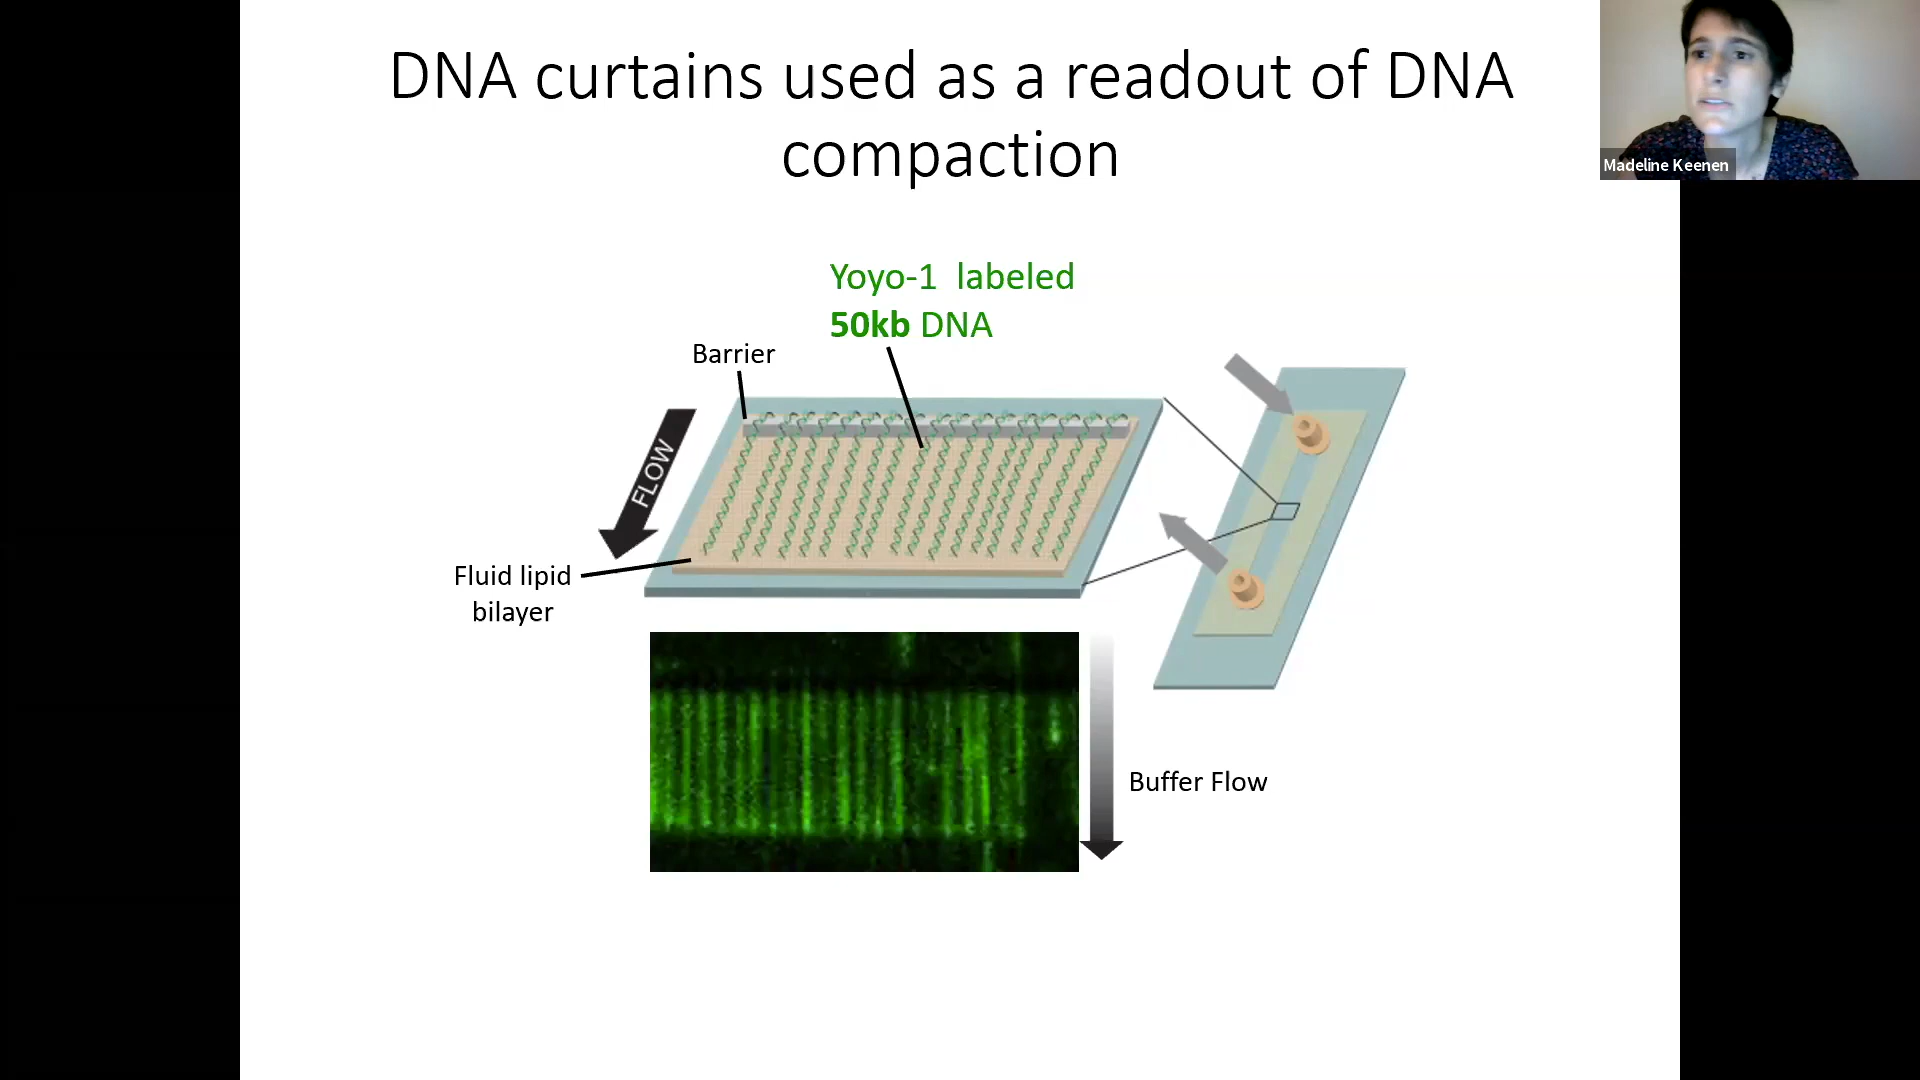 DNA curtains used as a readout of DNA
compaction
Madeline Keenen
Yoyo-1 labeled
50kb DNA
Barrier
FLOW
Fluid lipid
bilayer
Buffer Flow